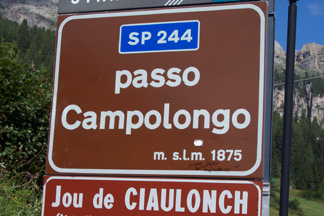 SP 244
passo
Campolongo
m. s.l.m. 1875
Jou de CIAULONCH